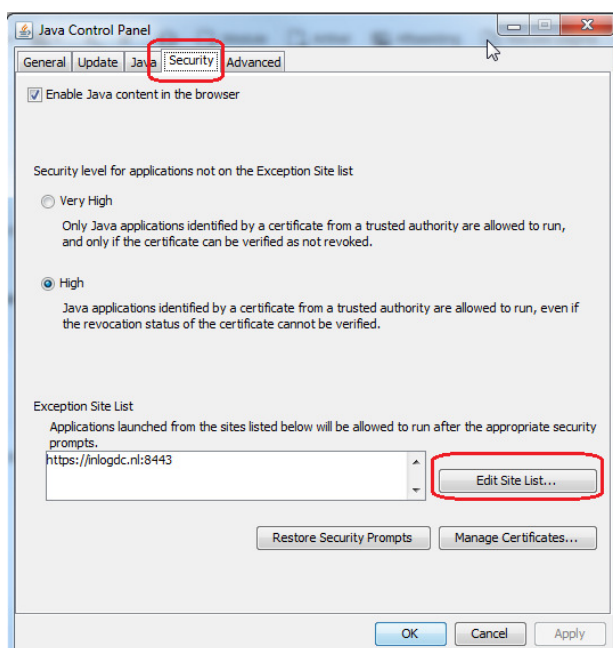 Java Control Panel
General Update Java Security Advanced
Enable Java content in the browser
Security level for applications not on the Exception Site list
Very High
Only Java applications identified by a certificate from a trusted authority are allowed to run,
and only if the certificate can be verified as not revoked.
High
Java applications identified by a certificate from a trusted authority are allowed to run, even if
the revocation status of the certificate cannot be verified.
Exception Site List
Applications launched from the sites listed below will be allowed to run after the appropriate security
prompts.
https://inlogdc.nl:8443
Edit Site List...
Restore Security Prompts Manage Certificates...
OK Cancel Apply